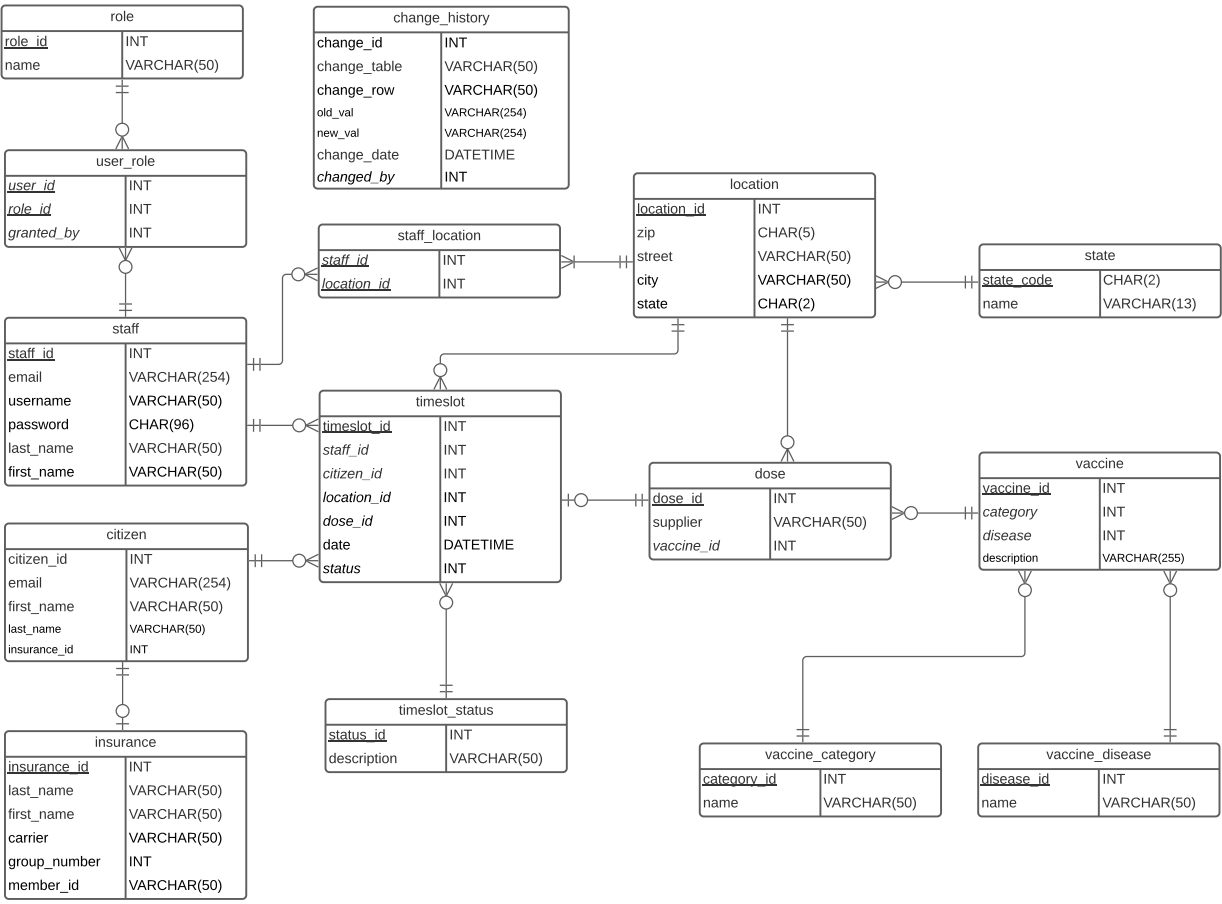 role
role_id INT
name VARCHAR(50)
change_history
change_id INT
change_table VARCHAR(50)
change_row VARCHAR(50)
old_val VARCHAR(254)
new_val VARCHAR(254)
change_date DATETIME
changed_by INT
user_role
user_id INT
role_id INT
granted_by INT
location
location_id INT
zip CHAR(5)
street VARCHAR(50)
city VARCHAR(50)
state CHAR(2)
staff_location
staff_id INT
location_id INT
state
state_code CHAR(2)
name VARCHAR(13)
staff
staff_id INT
email VARCHAR(254)
username VARCHAR(50)
password CHAR(96)
last_name VARCHAR(50)
first_name VARCHAR(50)
timeslot
timeslot_id INT
staff_id INT
citizen_id INT
location_id INT
dose_id INT
date DATETIME
status INT
dose
dose_id INT
supplier VARCHAR(50)
vaccine_id INT
vaccine
vaccine_id INT
category INT
disease INT
description VARCHAR(255)
citizen
citizen_id INT
email VARCHAR(254)
first_name VARCHAR(50)
last_name VARCHAR(50)
insurance_id INT
timeslot_status
status_id INT
description VARCHAR(50)
insurance
insurance_id INT
last_name VARCHAR(50)
first_name VARCHAR(50)
carrier VARCHAR(50)
group_number INT
member_id VARCHAR(50)
vaccine_category
category_id INT
name VARCHAR(50)
vaccine_disease
disease_id INT
name VARCHAR(50)